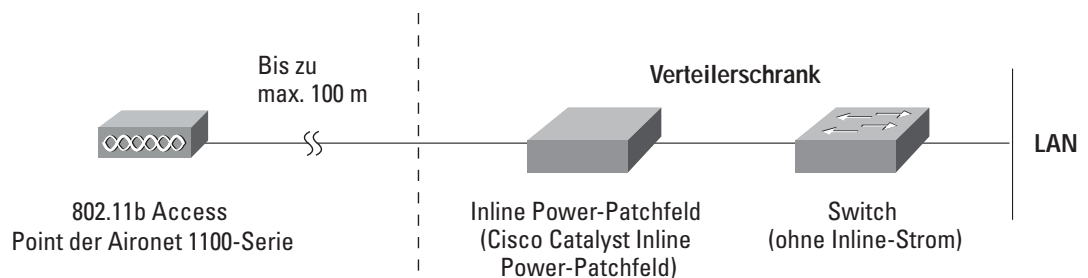 Bis zu
max. 100 m
Verteilerschrank
LAN
802.11b Access
Point der Aironet 1100-Serie
Inline Power-Patchfeld
(Cisco Catalyst Inline
Power-Patchfeld)
Switch
(ohne Inline-Strom)